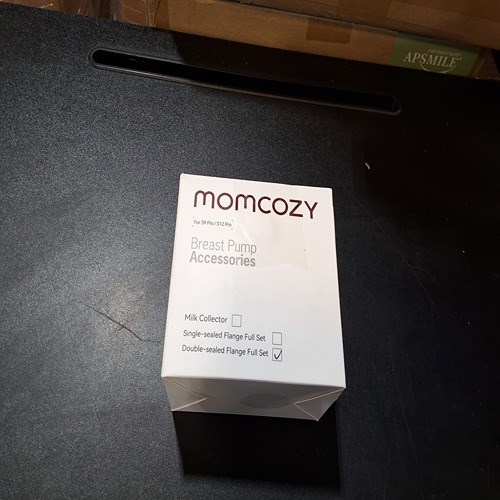 APSMILE
momcozy
For S9 Pro / S12 Pro
Breast Pump
Accessories
Milk Collector
Single-sealed Flange Full Set
Double-sealed Flange Full Set ✓